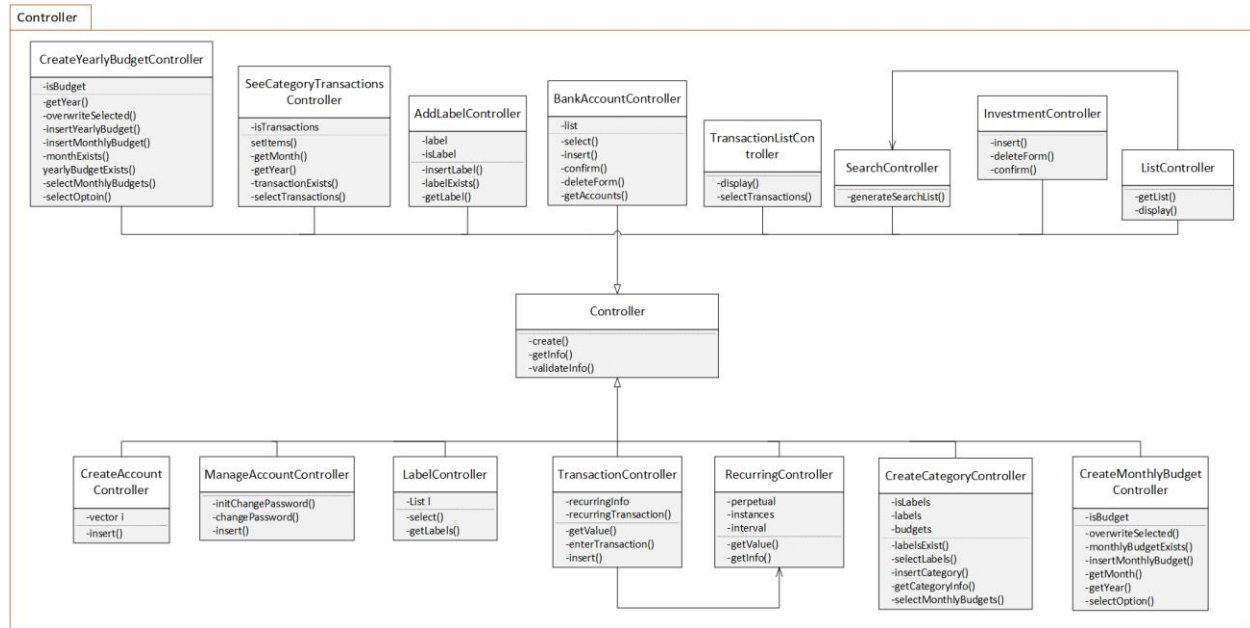 Controller
CreateYearlyBudgetController
-isBudget
-getYear()
-overwriteSelected()
-insertYearlyBudget()
-insertMonthlyBudget()
-monthExists()
yearlyBudgetExists()
-selectMonthlyBudgets()
-selectOptoin()
SeeCategoryTransactions
Controller
-isTransactions
setItems()
-getMonth()
-getYear()
-transactionExists()
-selectTransactions()
AddLabelController
-label
-isLabel
-insertLabel()
-labelExists()
-getLabel()
BankAccountController
-list
-select()
-insert()
-confirm()
-deleteForm()
-getAccounts()
TransactionListCo
ntroller
-display()
-selectTransactions()
SearchController
-generateSearchList()
InvestmentController
-insert()
-deleteForm()
-confirm()
ListController
-getList()
-display()
Controller
-create()
-getInfo()
-validateInfo()
CreateAccount
Controller
-vector i
-insert()
ManageAccountController
-initChangePassword()
-changePassword()
-insert()
LabelController
-List l
-select()
-getLabels()
TransactionController
-recurringInfo
-recurringTransaction()
-getValue()
-enterTransaction()
-insert()
RecurringController
-perpetual
-instances
-interval
-getValue()
-getInfo()
CreateCategoryController
-isLabels
-labels
-budgets
-labelsExist()
-selectLabels()
-insertCategory()
-getCategoryInfo()
-selectMonthlyBudgets()
CreateMonthlyBudget
Controller
-isBudget
-overwriteSelected()
-monthlyBudgetExists()
-insertMonthlyBudget()
-getMonth()
-getYear()
-selectOption()